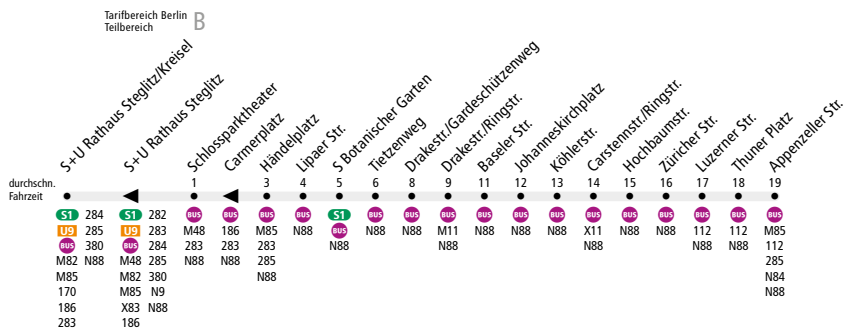 Tarifbereich Berlin
Teilbereich
B
S+U Rathaus Steglitz/Kreisel
S+U Rathaus Steglitz
Schlossparktheater
Carmerplatz
Händelplatz
Lipaer Str.
S Botanischer Garten
Tietzenweg
Drakestr./Gardeschützenweg
Drakestr./Ringstr.
Baseler Str.
Johanneskirchplatz
Köhlerstr.
Carstennstr./Ringstr.
Hochbaumstr.
Züricher Str.
Luzerner Str.
Thuner Platz
Appenzeller Str.
durchschn. 1 3 4 5 6 8 9 11 12 13 14 15 16 17 18 19
Fahrzeit
S1 284 S1 282 BUS BUS BUS BUS S1 BUS BUS BUS BUS BUS BUS BUS BUS BUS BUS BUS BUS
U9 285 U9 283 M48 186 M85 N88 BUS N88 N88 M11 N88 N88 N88 X11 N88 N88 112 112 M85
BUS 380 BUS 284 283 283 283 N88 N88 N88 N88 N88 112
M82 N88 M48 285 N88 N88 285 285
M85 M82 380 N88 N84
170 M85 N9 N88
186 X83 N88
283 186